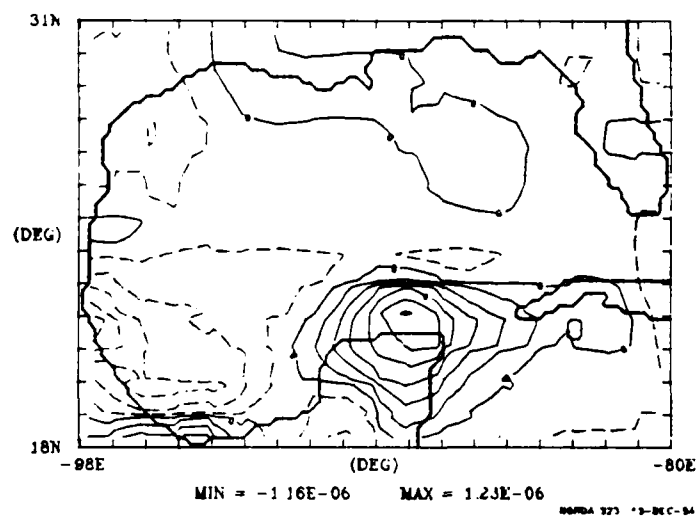 31N
(DEG)
18N
-98E
(DEG)
-80E
MIN = -1.16E-06 MAX = 1.23E-06